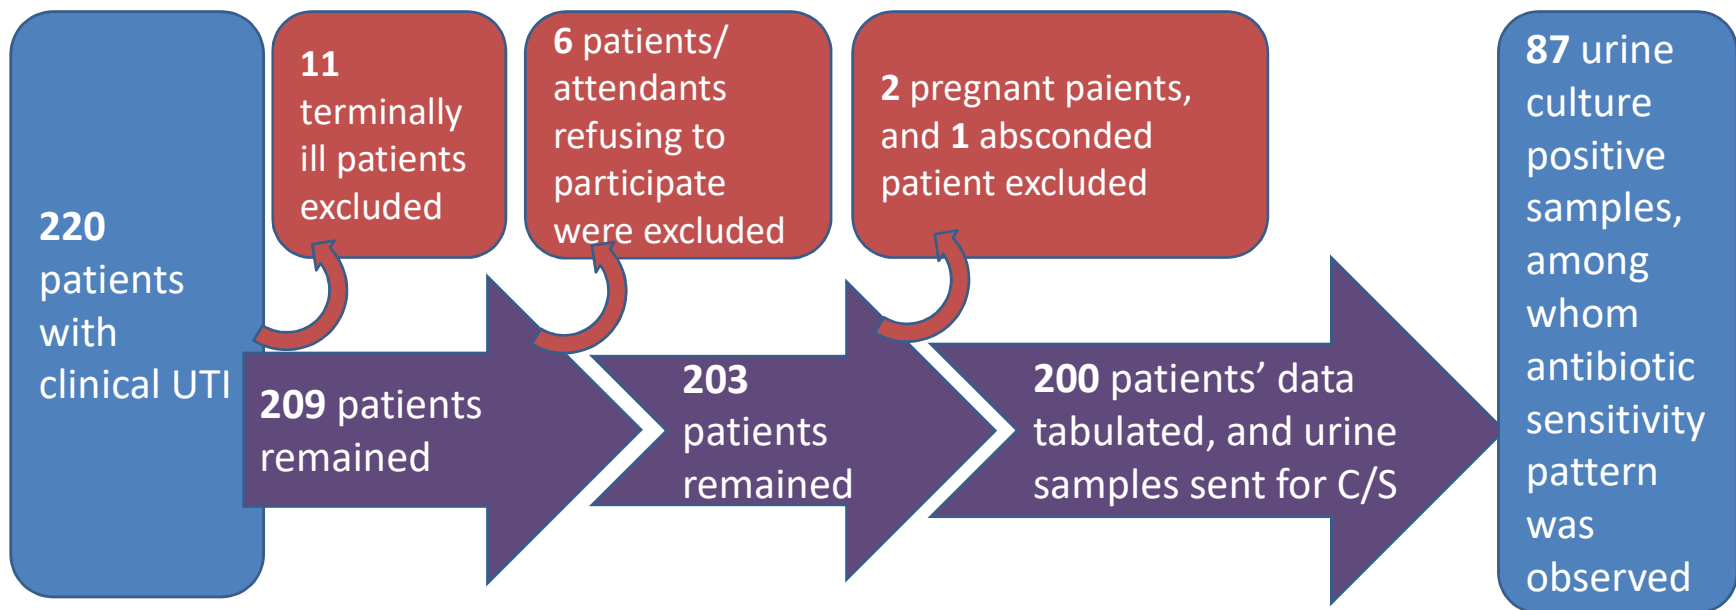 220
patients
with
clinical UTI
11
terminally
ill patients
excluded
209 patients
remained
6 patients/
attendants
refusing to
participate
were excluded
203
patients
remained
2 pregnant paients,
and 1 absconded
patient excluded
200 patients’ data
tabulated, and urine
samples sent for C/S
87 urine
culture
positive
samples,
among
whom
antibiotic
sensitivity
pattern
was
observed